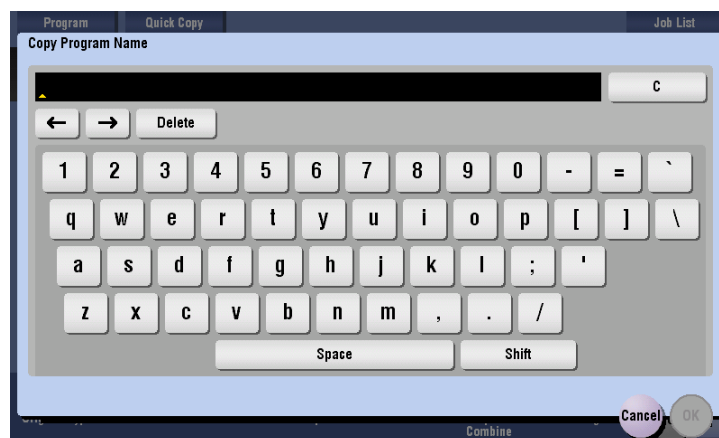 Program Quick Copy Job List
Copy Program Name
C
← → Delete
1 2 3 4 5 6 7 8 9 0 - = `
q w e r t y u i o p [ ] \
a s d f g h j k l ; '
z x c v b n m , . /
Space Shift
Cancel OK
Combine